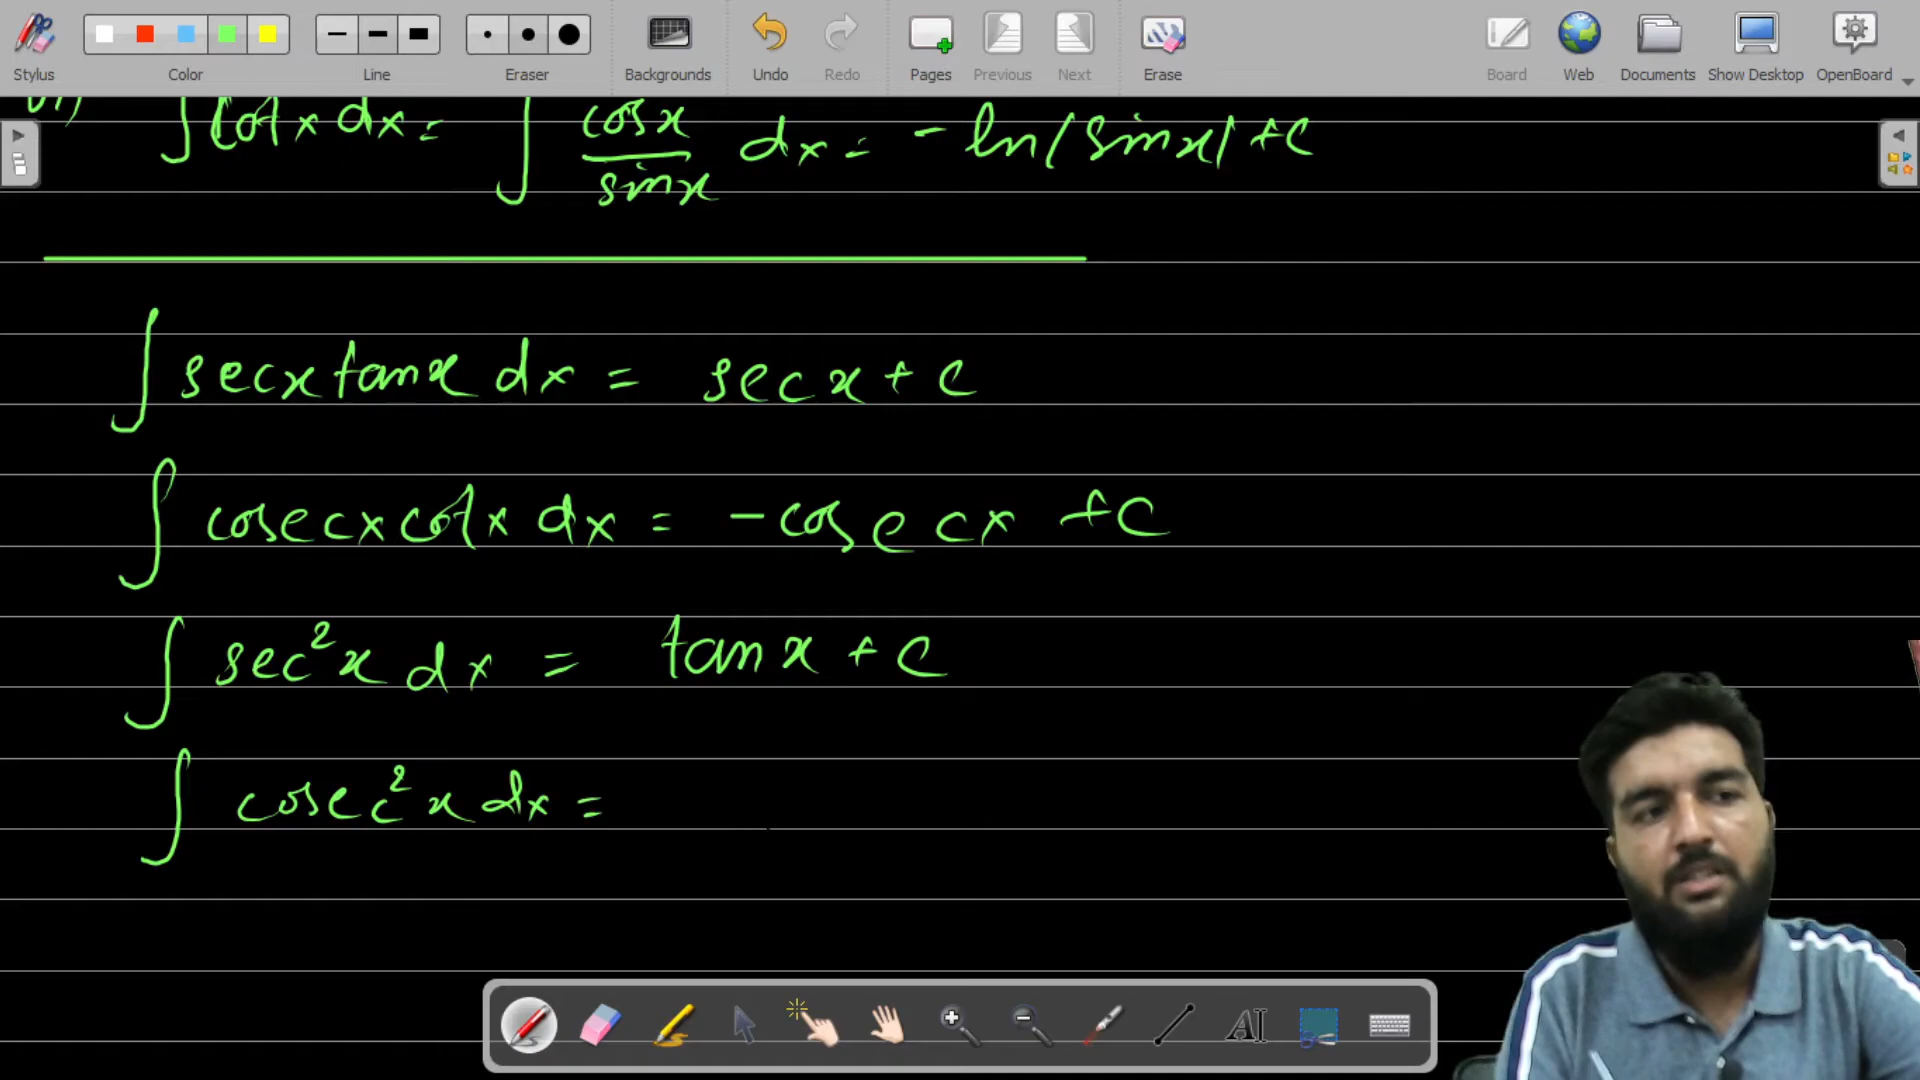 Stylus Color Line Eraser Backgrounds Undo Redo Pages Previous Next Erase Board Web Documents Show Desktop OpenBoard
∫ cotx dx = ∫ cosx/sinx dx = - ln|sinx| + c
∫ secx tanx dx = secx + c
∫ cosecx cotx dx = - cosecx + c
∫ sec²x dx = tanx + c
∫ cosec²x dx =
AI